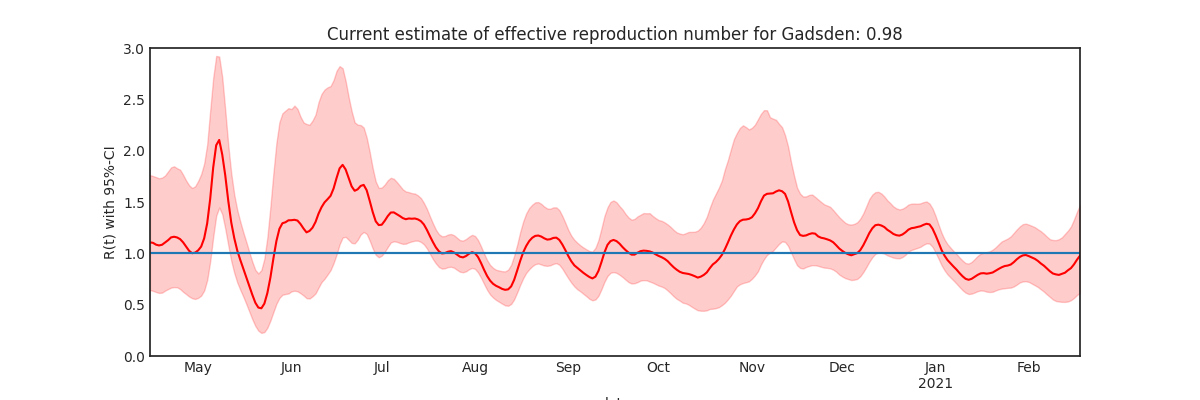 Current estimate of effective reproduction number for Gadsden: 0.98
R(t) with 95%-CI
3.0
2.5
2.0
1.5
1.0
0.5
0.0
May Jun Jul Aug Sep Oct Nov Dec Jan Feb
2021